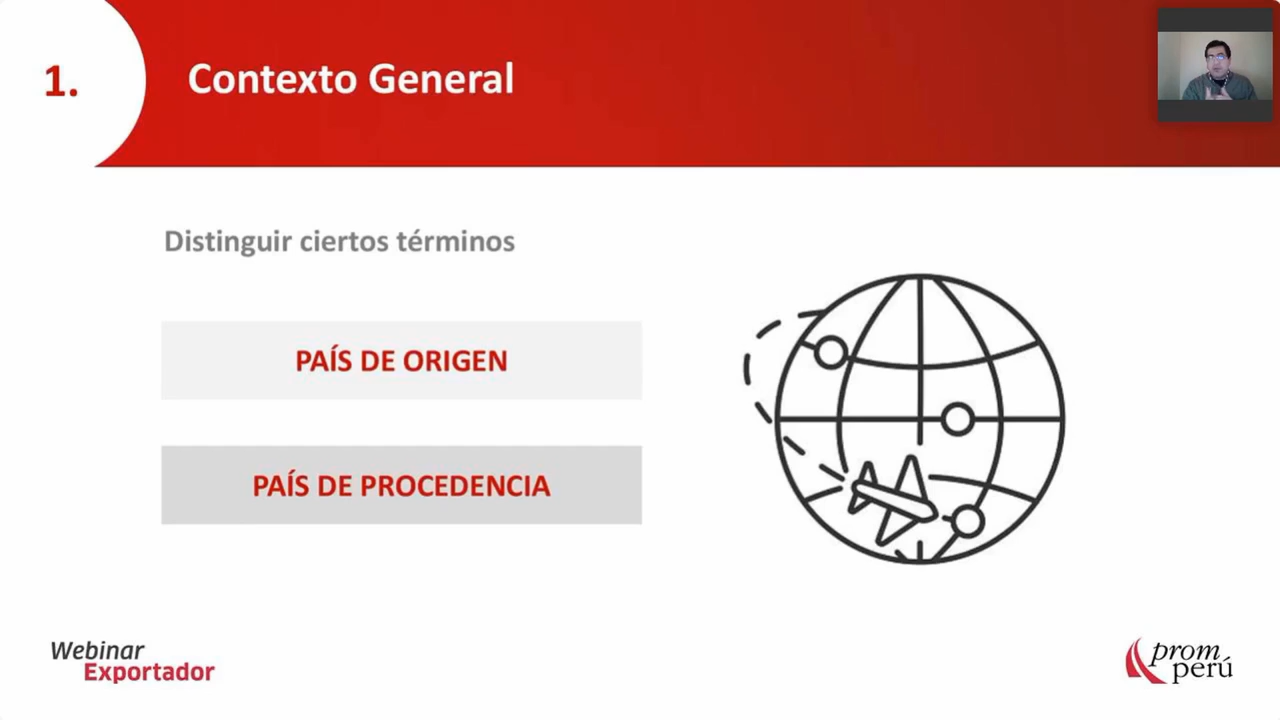 1.
Contexto General
Distinguir ciertos términos
PAÍS DE ORIGEN
PAÍS DE PROCEDENCIA
Webinar
Exportador
prom
perú